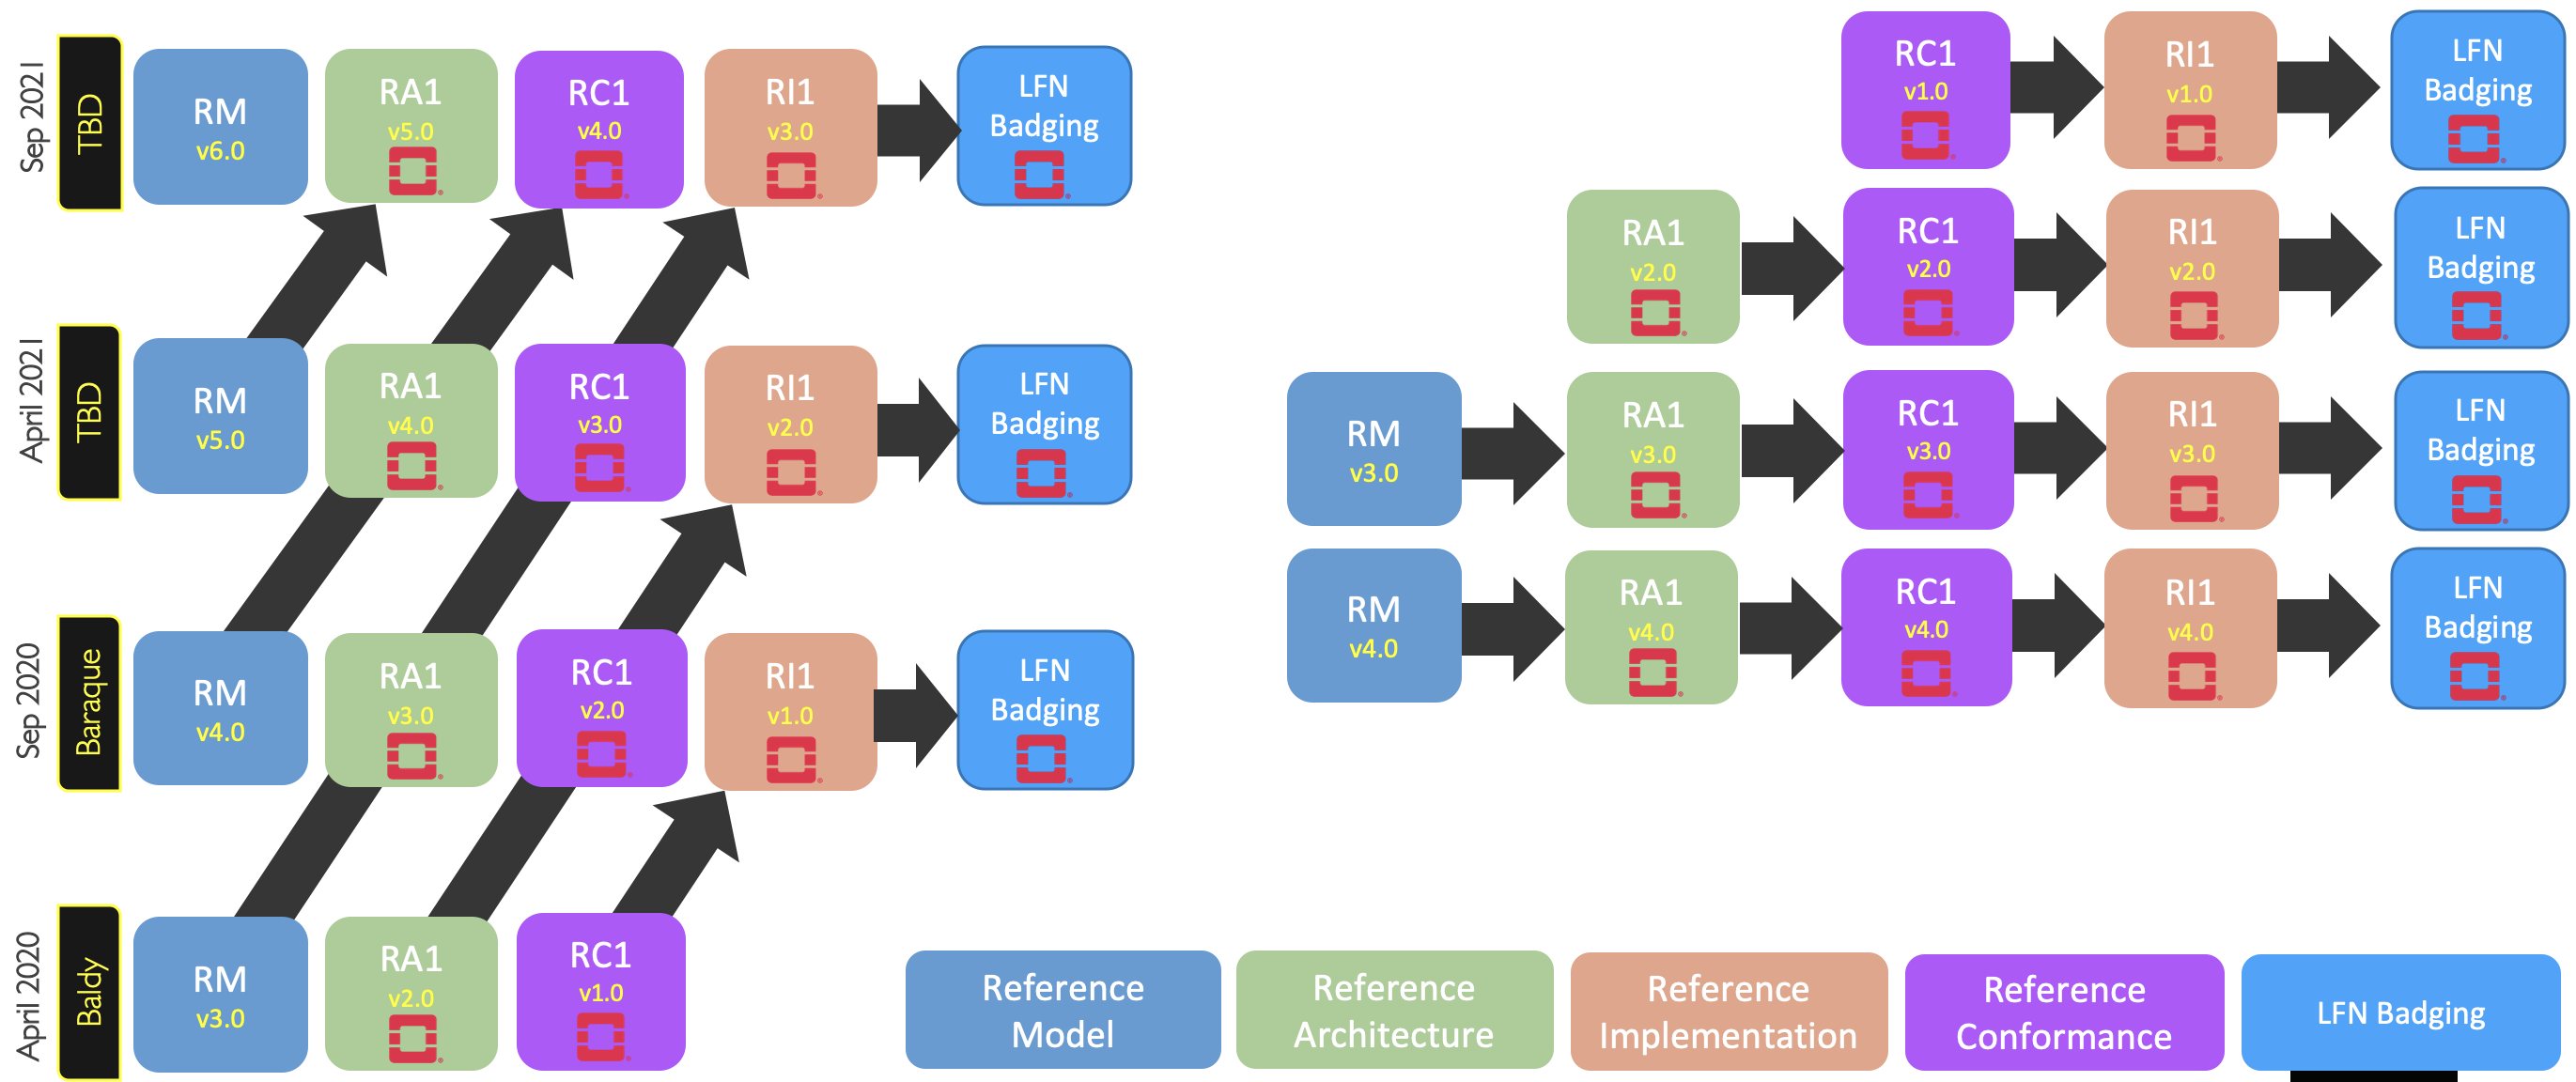 Sep 2021
TBD
RM
v6.0
RA1
v5.0
RC1
v4.0
RI1
v3.0
LFN
Badging
April 2021
TBD
RM
v5.0
RA1
v4.0
RC1
v3.0
RI1
v2.0
LFN
Badging
Sep 2020
Baraque
RM
v4.0
RA1
v3.0
RC1
v2.0
RI1
v1.0
LFN
Badging
April 2020
Baldy
RM
v3.0
RA1
v2.0
RC1
v1.0
RC1
v1.0
RI1
v1.0
LFN
Badging
RA1
v2.0
RC1
v2.0
RI1
v2.0
LFN
Badging
RM
v3.0
RA1
v3.0
RC1
v3.0
RI1
v3.0
LFN
Badging
RM
v4.0
RA1
v4.0
RC1
v4.0
RI1
v4.0
LFN
Badging
Reference
Model
Reference
Architecture
Reference
Implementation
Reference
Conformance
LFN Badging